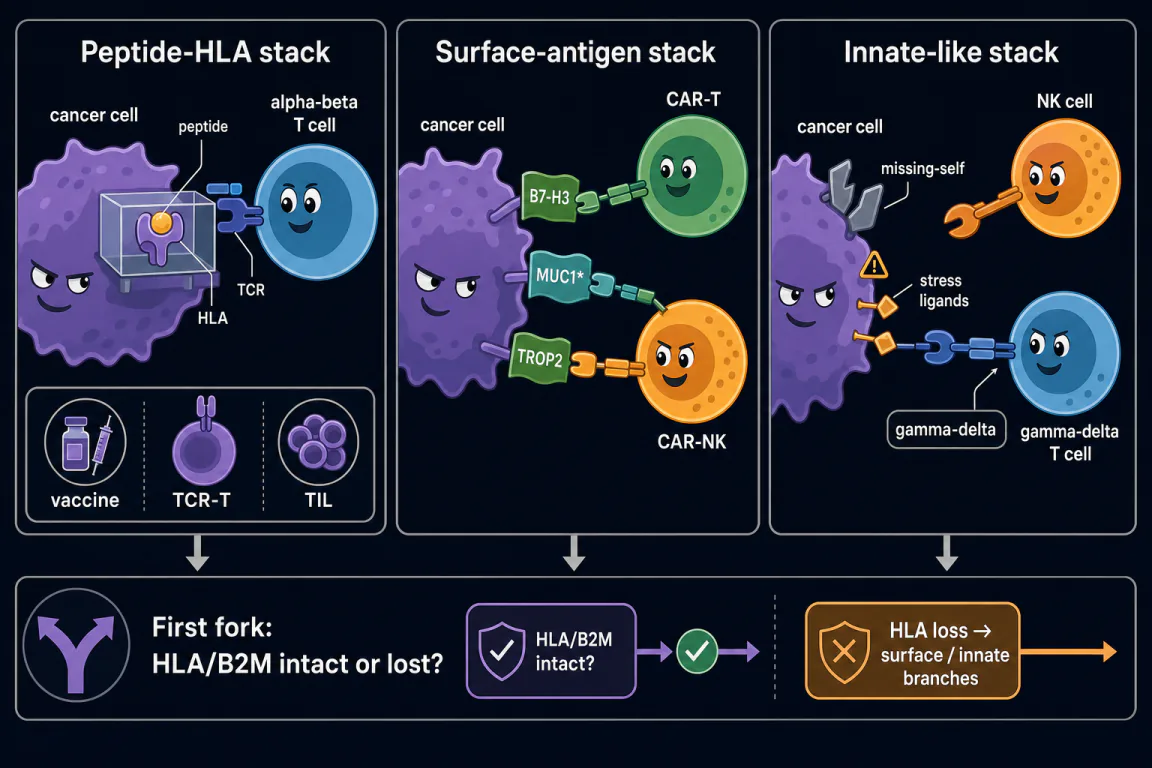 Peptide-HLA stack
cancer cell
peptide
alpha-beta
T cell
TCR
HLA
vaccine
TCR-T
TIL
Surface-antigen stack
cancer cell
CAR-T
B7-H3
MUC1*
TROP2
CAR-NK
Innate-like stack
cancer cell
NK cell
missing-self
stress
ligands
gamma-delta
gamma-delta
T cell
First fork:
HLA/B2M intact or lost?
HLA/B2M
intact?
HLA loss →
surface / innate
branches